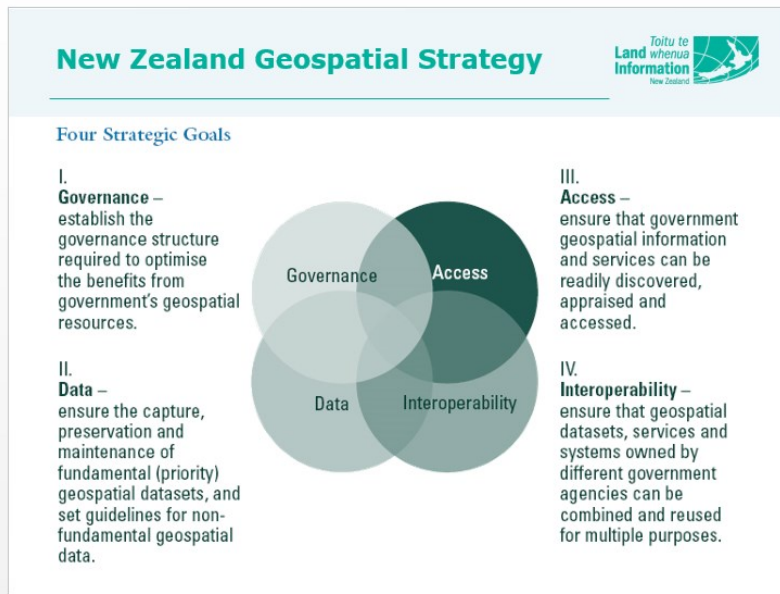 New Zealand Geospatial Strategy
Toitu te
Land whenua
Information
New Zealand
Four Strategic Goals
I.
Governance –
establish the
governance structure
required to optimise
the benefits from
government's geospatial
resources.
II.
Data –
ensure the capture,
preservation and
maintenance of
fundamental (priority)
geospatial datasets, and
set guidelines for non-
fundamental geospatial
data.
Governance
Access
Data
Interoperability
III.
Access –
ensure that government
geospatial information
and services can be
readily discovered,
appraised and
accessed.
IV.
Interoperability –
ensure that geospatial
datasets, services and
systems owned by
different government
agencies can be
combined and reused
for multiple purposes.